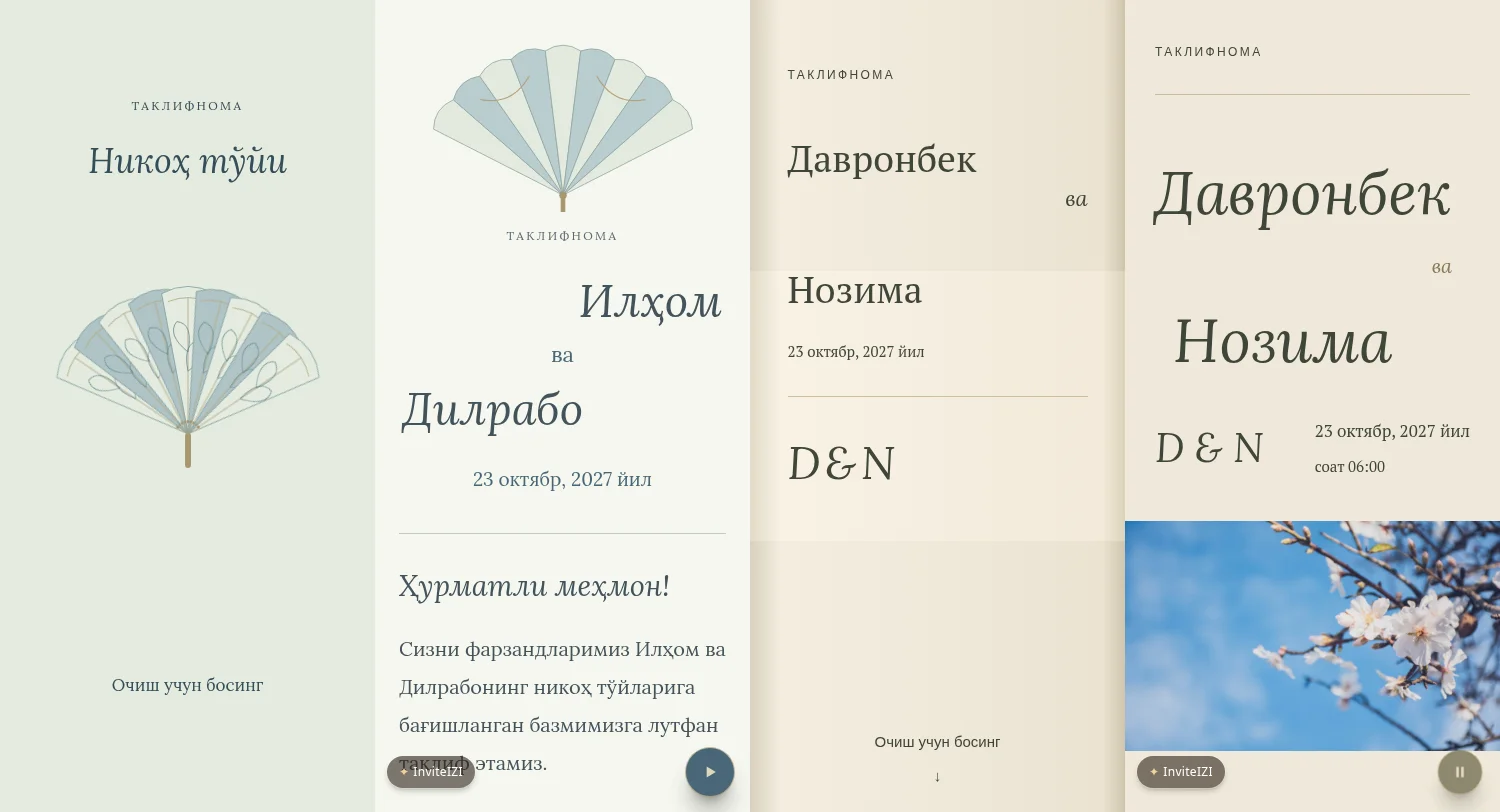 ТАКЛИФНОМА
Никоҳ тўйи
Очиш учун босинг
ТАКЛИФНОМА
Илҳом
ва
Дилрабо
23 октябр, 2027 йил
Ҳурматли меҳмон!
Сизни фарзандларимиз Илҳом ва
Дилрабонинг никоҳ тўйларига
бағишланган базмимизга лутфан
таклиф этамиз.
✦ InviteIZI
ТАКЛИФНОМА
Давронбек
ва
Нозима
23 октябр, 2027 йил
D&N
Очиш учун босинг
↓
ТАКЛИФНОМА
Давронбек
ва
Нозима
D & N
23 октябр, 2027 йил
соат 06:00
✦ InviteIZI